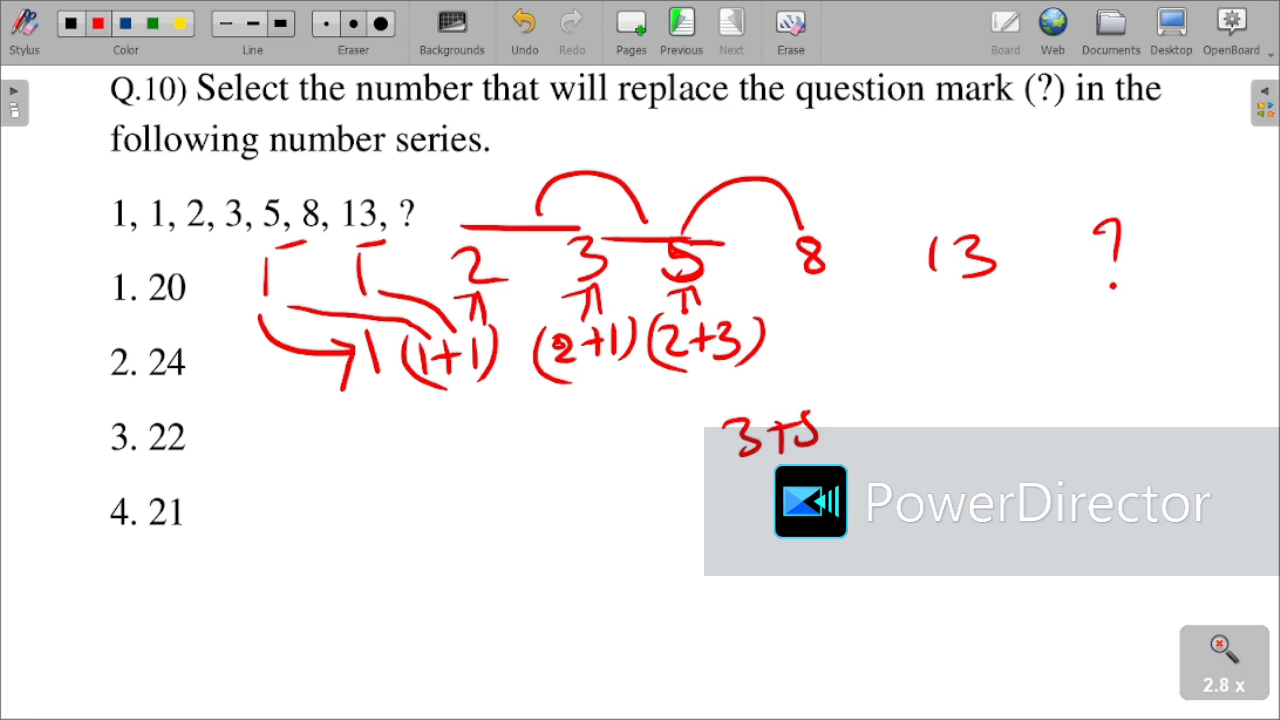 Stylus Color Line Eraser Backgrounds Undo Redo Pages Previous Next Erase Board Web Documents Desktop OpenBoard
Q.10) Select the number that will replace the question mark (?) in the
following number series.
1, 1, 2, 3, 5, 8, 13, ?
1 1 2 3 5 8 13 ?
1. 20
1 (1+1) (2+1) (2+3)
2. 24
3. 22
3+5
PowerDirector
4. 21
2.8 x